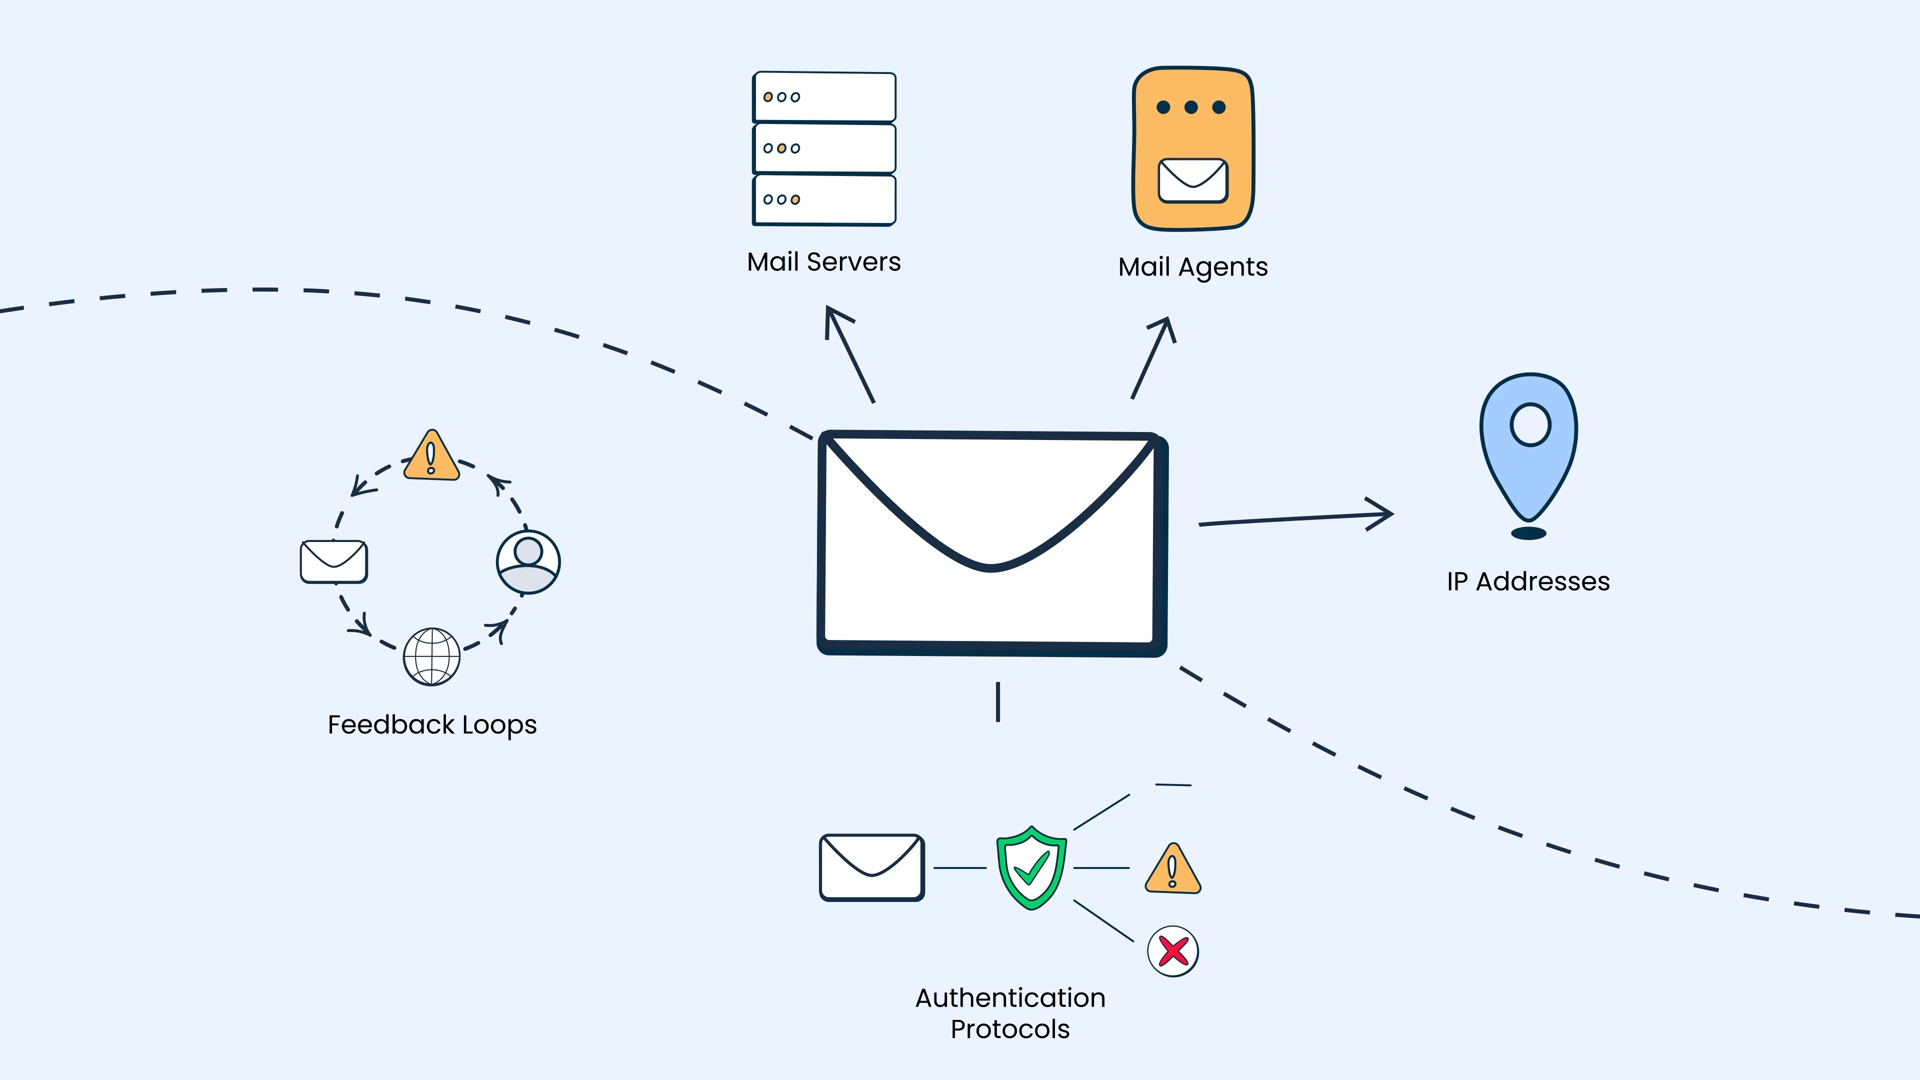 Mail Servers
Mail Agents
IP Addresses
Feedback Loops
Authentication
Protocols